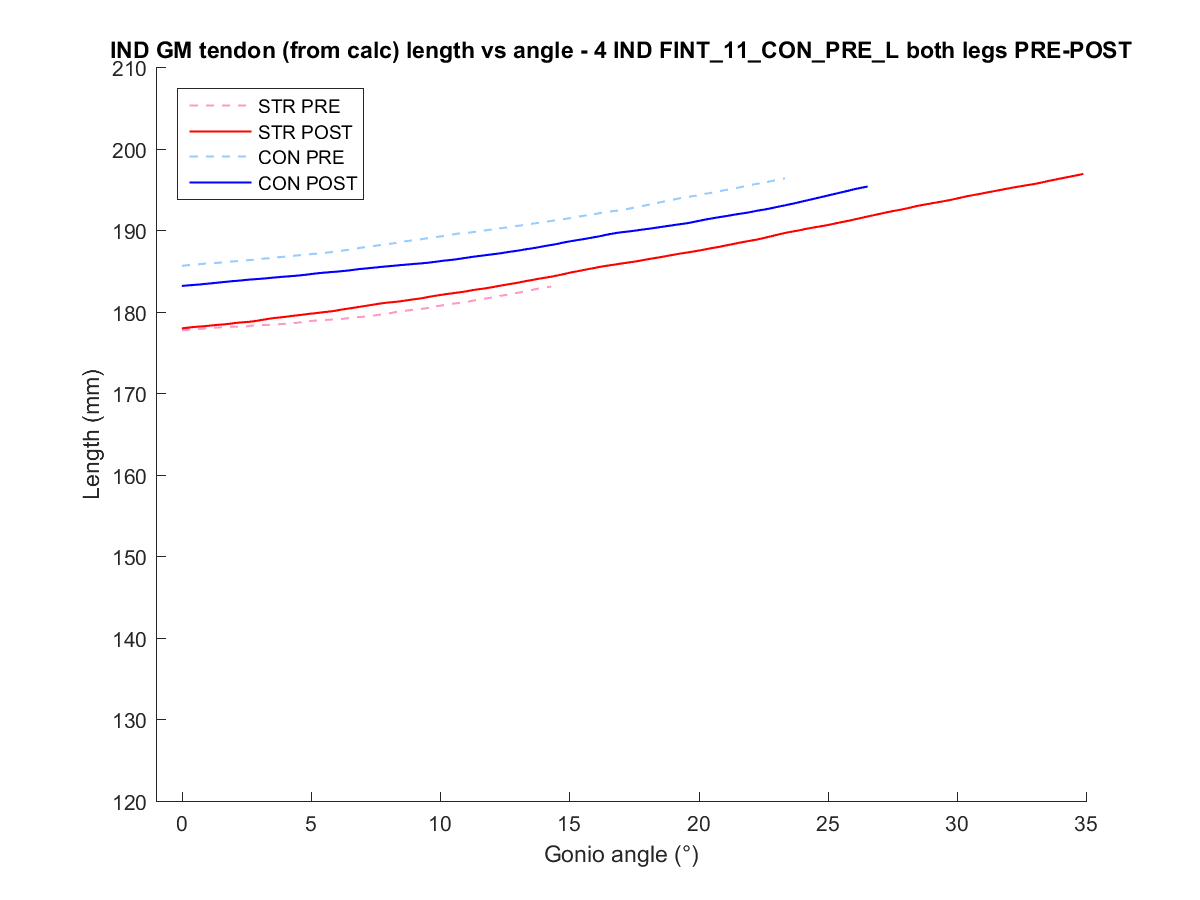 IND GM tendon (from calc) length vs angle - 4 IND FINT_11_CON_PRE_L both legs PRE-POST
210
200
190
180
170
160
150
140
130
120
Length (mm)
STR PRE
STR POST
CON PRE
CON POST
0 5 10 15 20 25 30 35
Gonio angle (°)